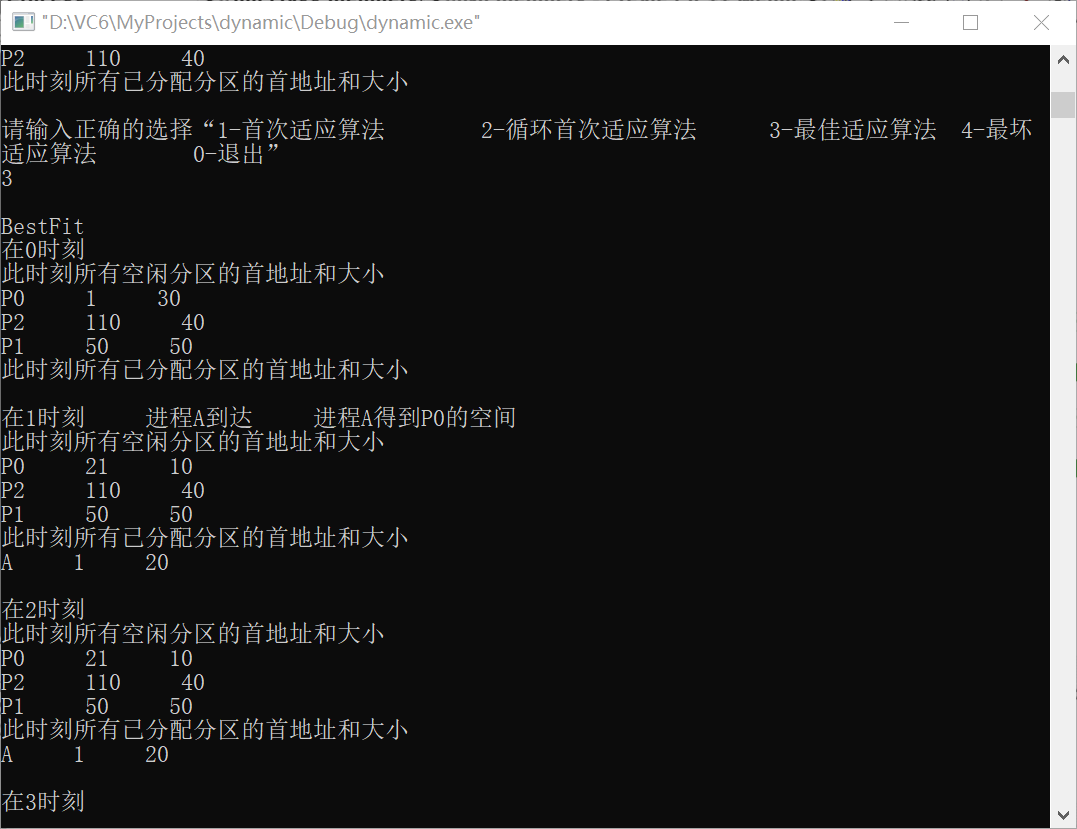 "D:\VC6\MyProjects\dynamic\Debug\dynamic.exe"
P2 110 40
此时刻所有已分配分区的首地址和大小
请输入正确的选择“1-首次适应算法 2-循环首次适应算法 3-最佳适应算法 4-最坏
适应算法 0-退出”
3
BestFit
在0时刻
此时刻所有空闲分区的首地址和大小
P0 1 30
P2 110 40
P1 50 50
此时刻所有已分配分区的首地址和大小
在1时刻 进程A到达 进程A得到P0的空间
此时刻所有空闲分区的首地址和大小
P0 21 10
P2 110 40
P1 50 50
此时刻所有已分配分区的首地址和大小
A 1 20
在2时刻
此时刻所有空闲分区的首地址和大小
P0 21 10
P2 110 40
P1 50 50
此时刻所有已分配分区的首地址和大小
A 1 20
在3时刻